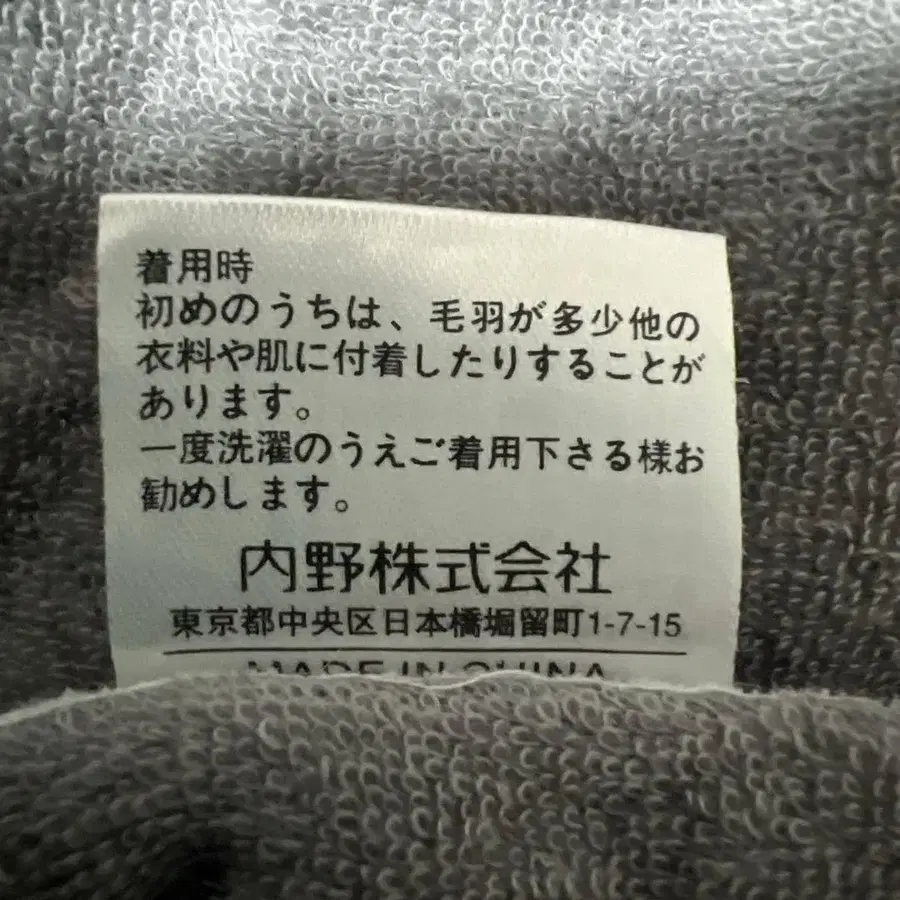 着用時
初めのうちは、毛羽が多少他の
衣料や肌に付着したりすることが
あります。
一度洗濯のうえご着用下さる様お
勧めします。
内野株式会社
東京都中央区日本橋堀留町1-7-15
MADE IN CHINA